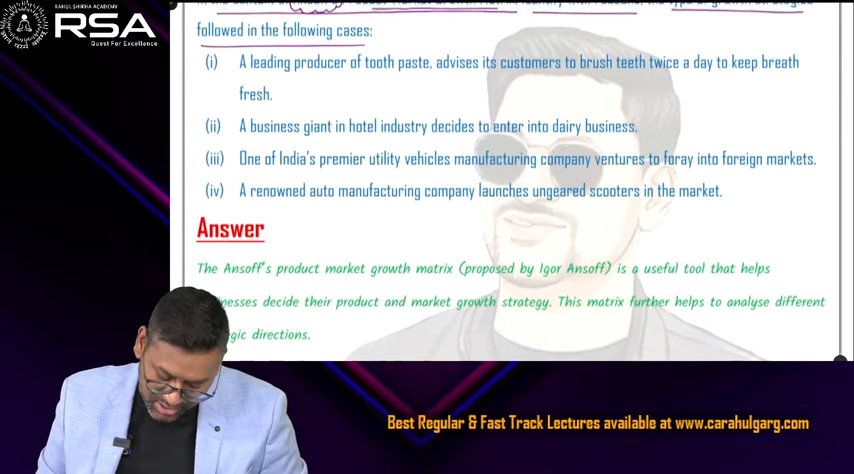 RAHUL SHIKHA ACADEMY
RSA
Quest For Excellence
followed in the following cases:
(i) A leading producer of tooth paste, advises its customers to brush teeth twice a day to keep breath
fresh.
(ii) A business giant in hotel industry decides to enter into dairy business.
(iii) One of India's premier utility vehicles manufacturing company ventures to foray into foreign markets.
(iv) A renowned auto manufacturing company launches ungeared scooters in the market.
Answer
The Ansoff's product market growth matrix (proposed by Igor Ansoff) is a useful tool that helps
nesses decide their product and market growth strategy. This matrix further helps to analyse different
gic directions.
Best Regular & Fast Track Lectures available at www.carahulgarg.com